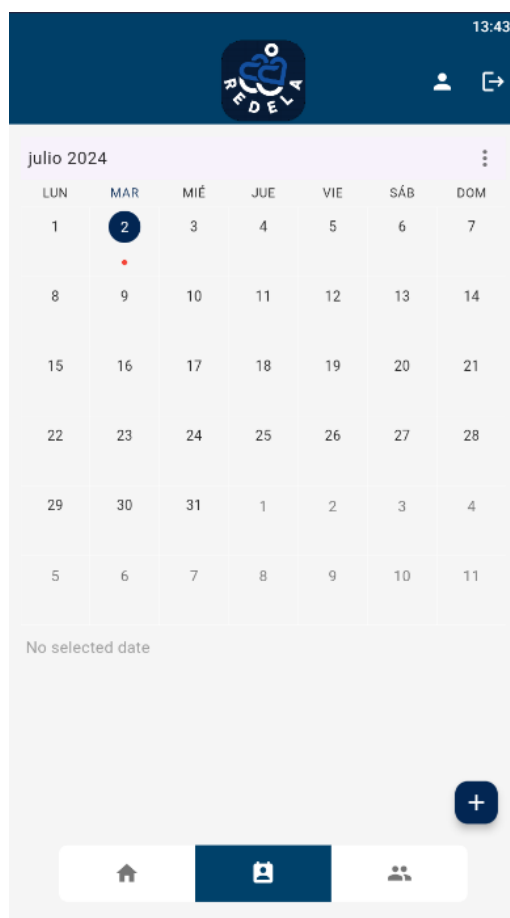 13:43
REDELA
julio 2024
LUN MAR MIÉ JUE VIE SÁB DOM
1 2 3 4 5 6 7
8 9 10 11 12 13 14
15 16 17 18 19 20 21
22 23 24 25 26 27 28
29 30 31 1 2 3 4
5 6 7 8 9 10 11
No selected date
+